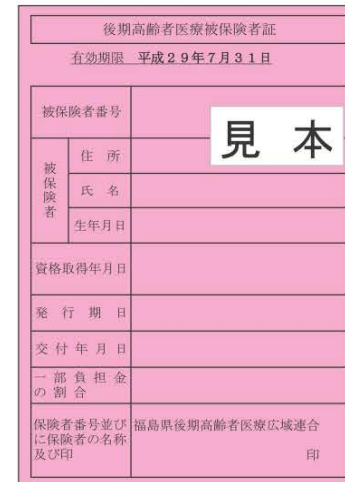 後期高齢者医療被保険者証
有効期限 平成29年7月31日
被保険者番号
見 本
被保険者
住 所
氏 名
生年月日
資格取得年月日
発 行 期 日
交 付 年 月 日
一 部 負 担 金
の 割 合
保険者番号並び
に保険者の名称
及び印
福島県後期高齢者医療広域連合
印